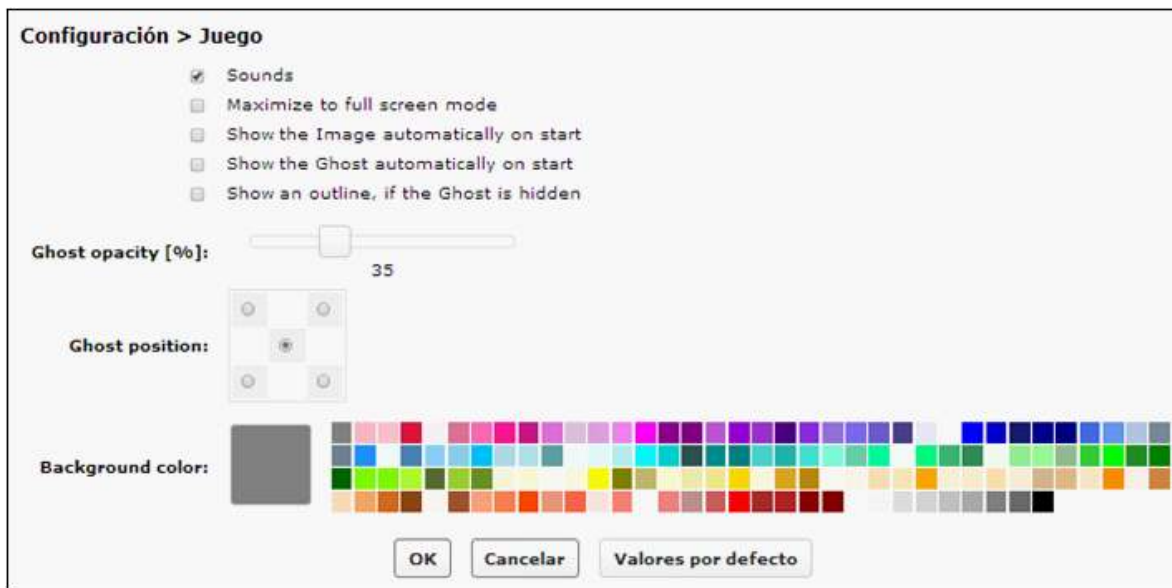 Configuración > Juego
Sounds
Maximize to full screen mode
Show the Image automatically on start
Show the Ghost automatically on start
Show an outline, if the Ghost is hidden
Ghost opacity [%]:
35
Ghost position:
Background color:
OK Cancelar Valores por defecto